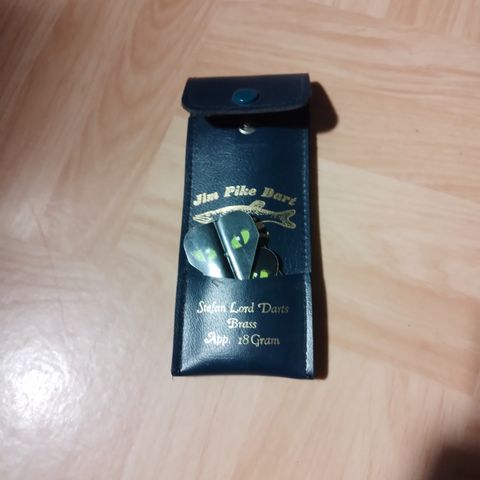 Jim Pike Dart
Stefan Lord Darts
Brass
App. 18 Gram